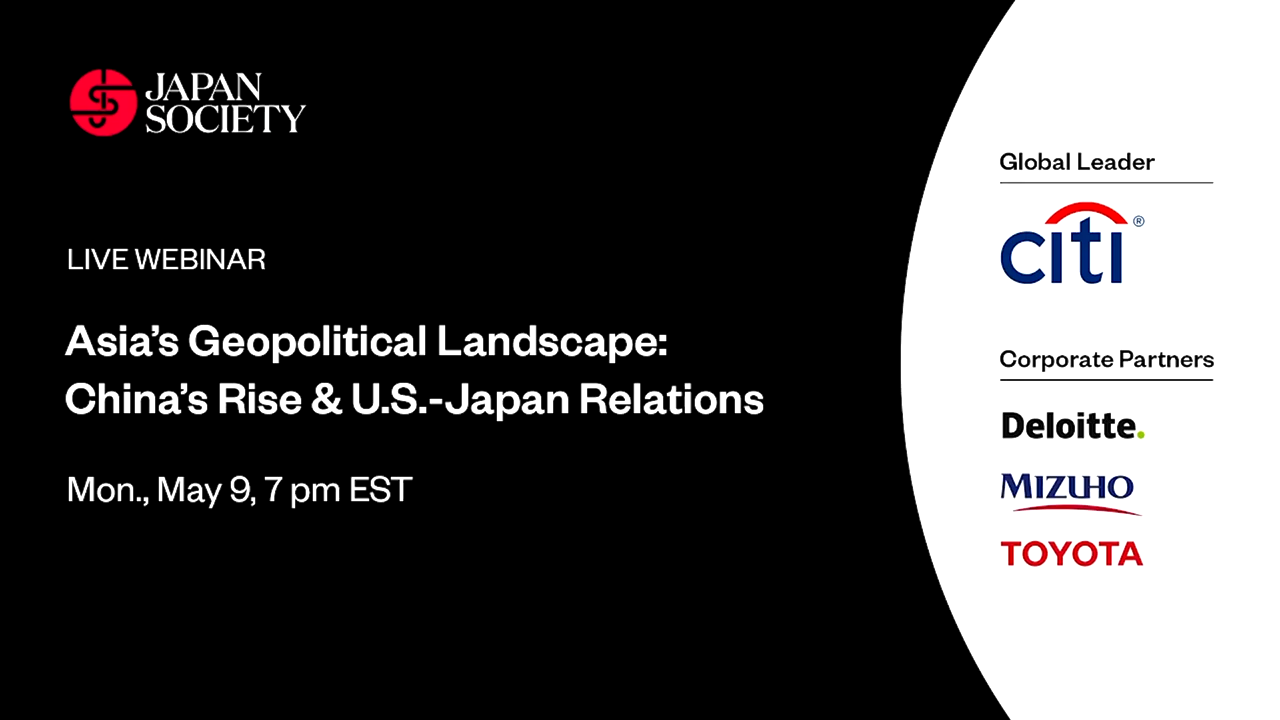 JAPAN
SOCIETY
LIVE WEBINAR
Asia’s Geopolitical Landscape:
China’s Rise & U.S.-Japan Relations
Mon., May 9, 7 pm EST
Global Leader
citi®
Corporate Partners
Deloitte.
MIZUHO
TOYOTA